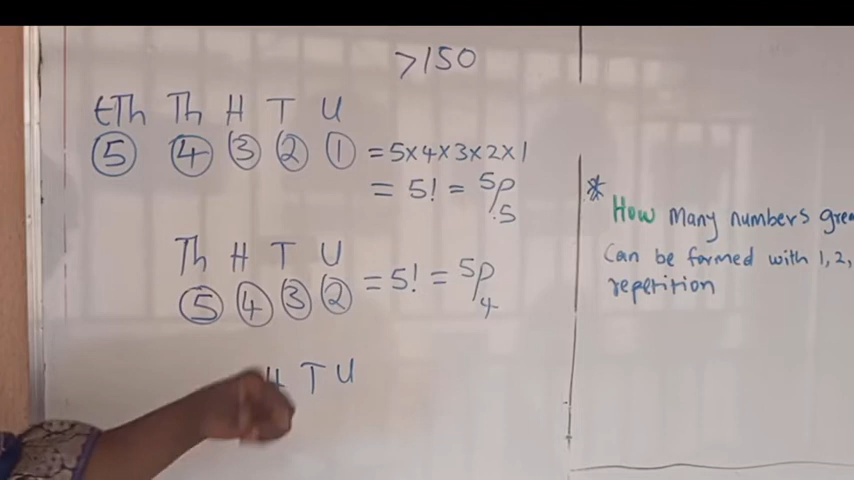 >150
tTh Th H T U
5 4 3 2 1 = 5x4x3x2x1
= 5! = 5P5
Th H T U
5 4 3 2 = 5! = 5P4
H T U
* How many numbers grea
can be formed with 1, 2,
repetition